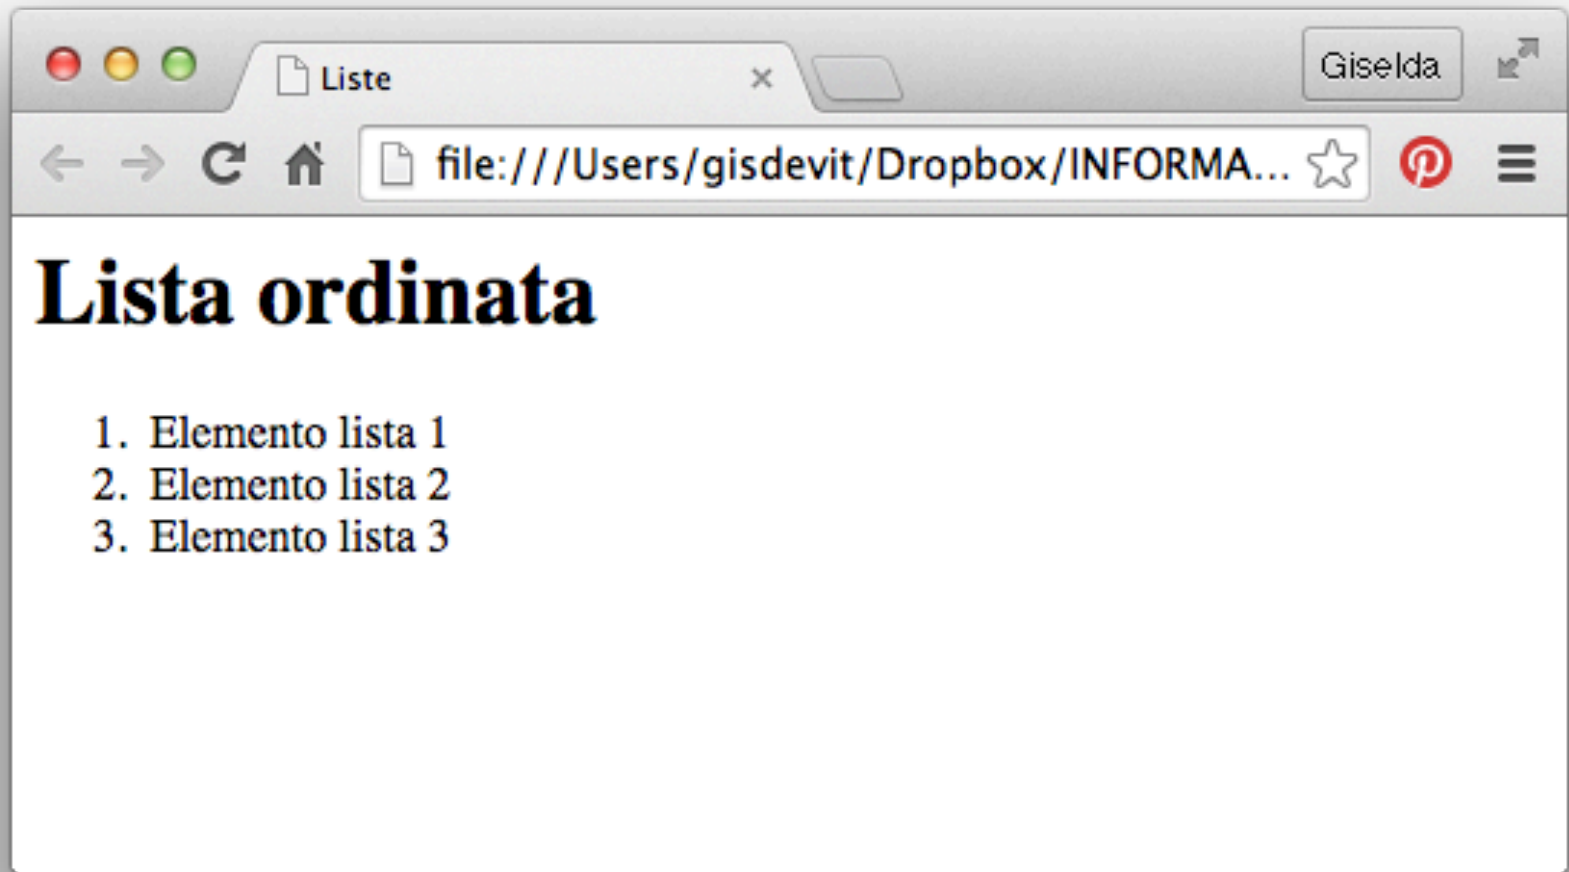 Liste
Giselda
file:///Users/gisdevit/Dropbox/INFORMA...
Lista ordinata
1. Elemento lista 1
2. Elemento lista 2
3. Elemento lista 3